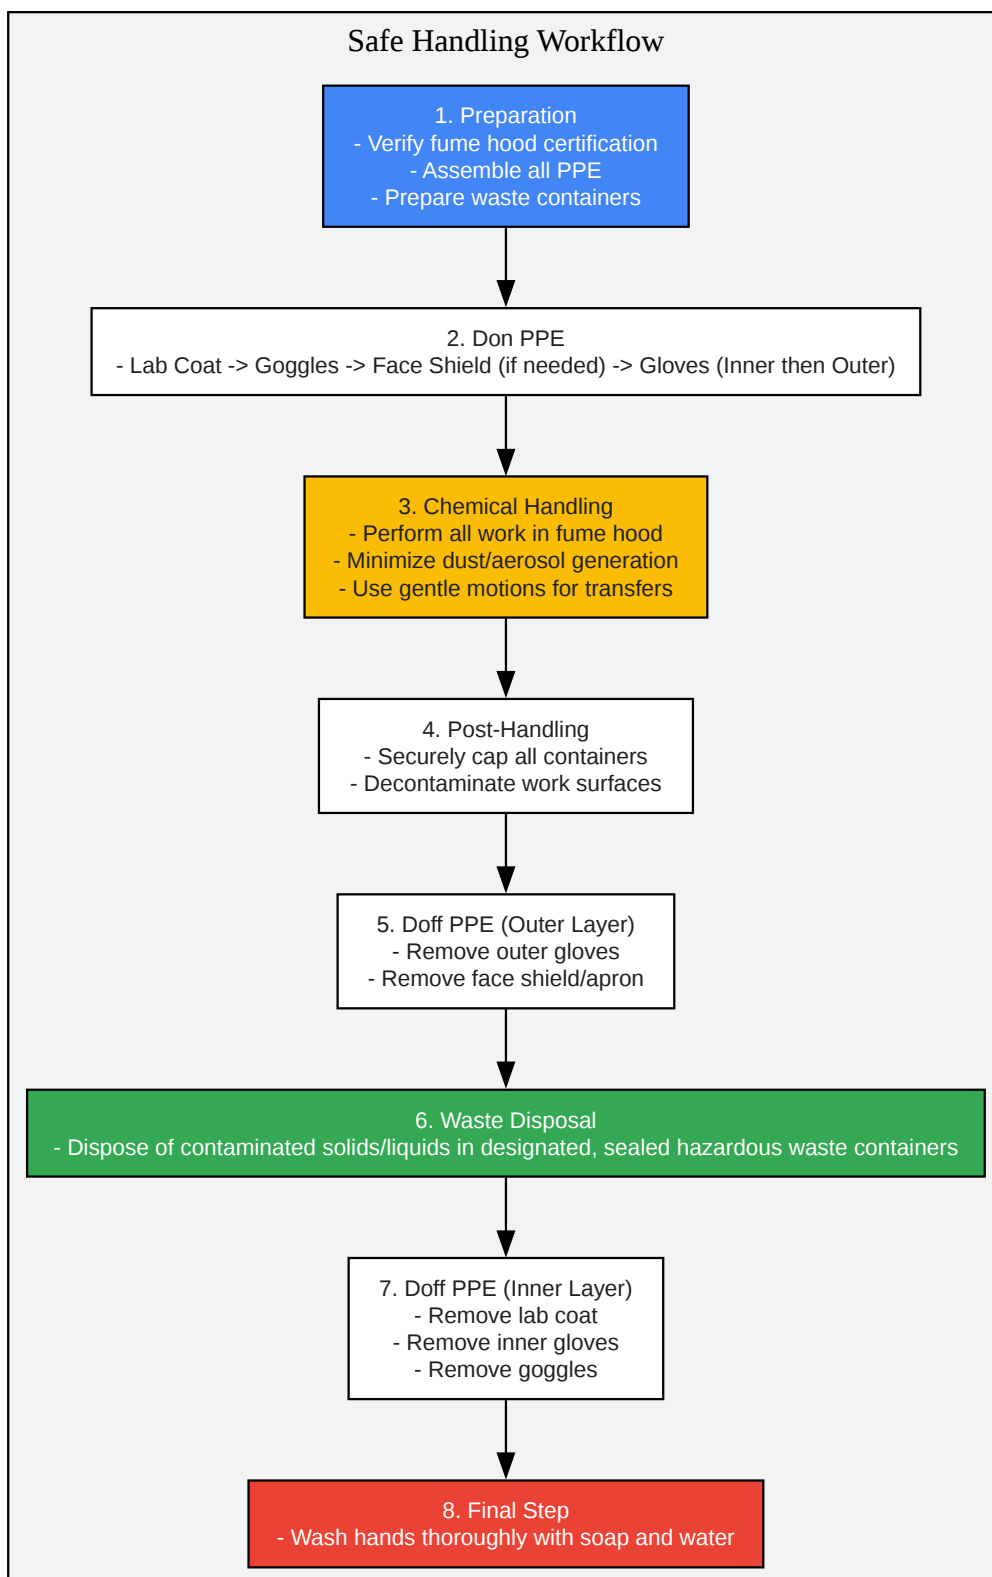 Safe Handling Workflow
1. Preparation
- Verify fume hood certification
- Assemble all PPE
- Prepare waste containers
2. Don PPE
- Lab Coat -> Goggles -> Face Shield (if needed) -> Gloves (Inner then Outer)
3. Chemical Handling
- Perform all work in fume hood
- Minimize dust/aerosol generation
- Use gentle motions for transfers
4. Post-Handling
- Securely cap all containers
- Decontaminate work surfaces
5. Doff PPE (Outer Layer)
- Remove outer gloves
- Remove face shield/apron
6. Waste Disposal
- Dispose of contaminated solids/liquids in designated, sealed hazardous waste containers
7. Doff PPE (Inner Layer)
- Remove lab coat
- Remove inner gloves
- Remove goggles
8. Final Step
- Wash hands thoroughly with soap and water